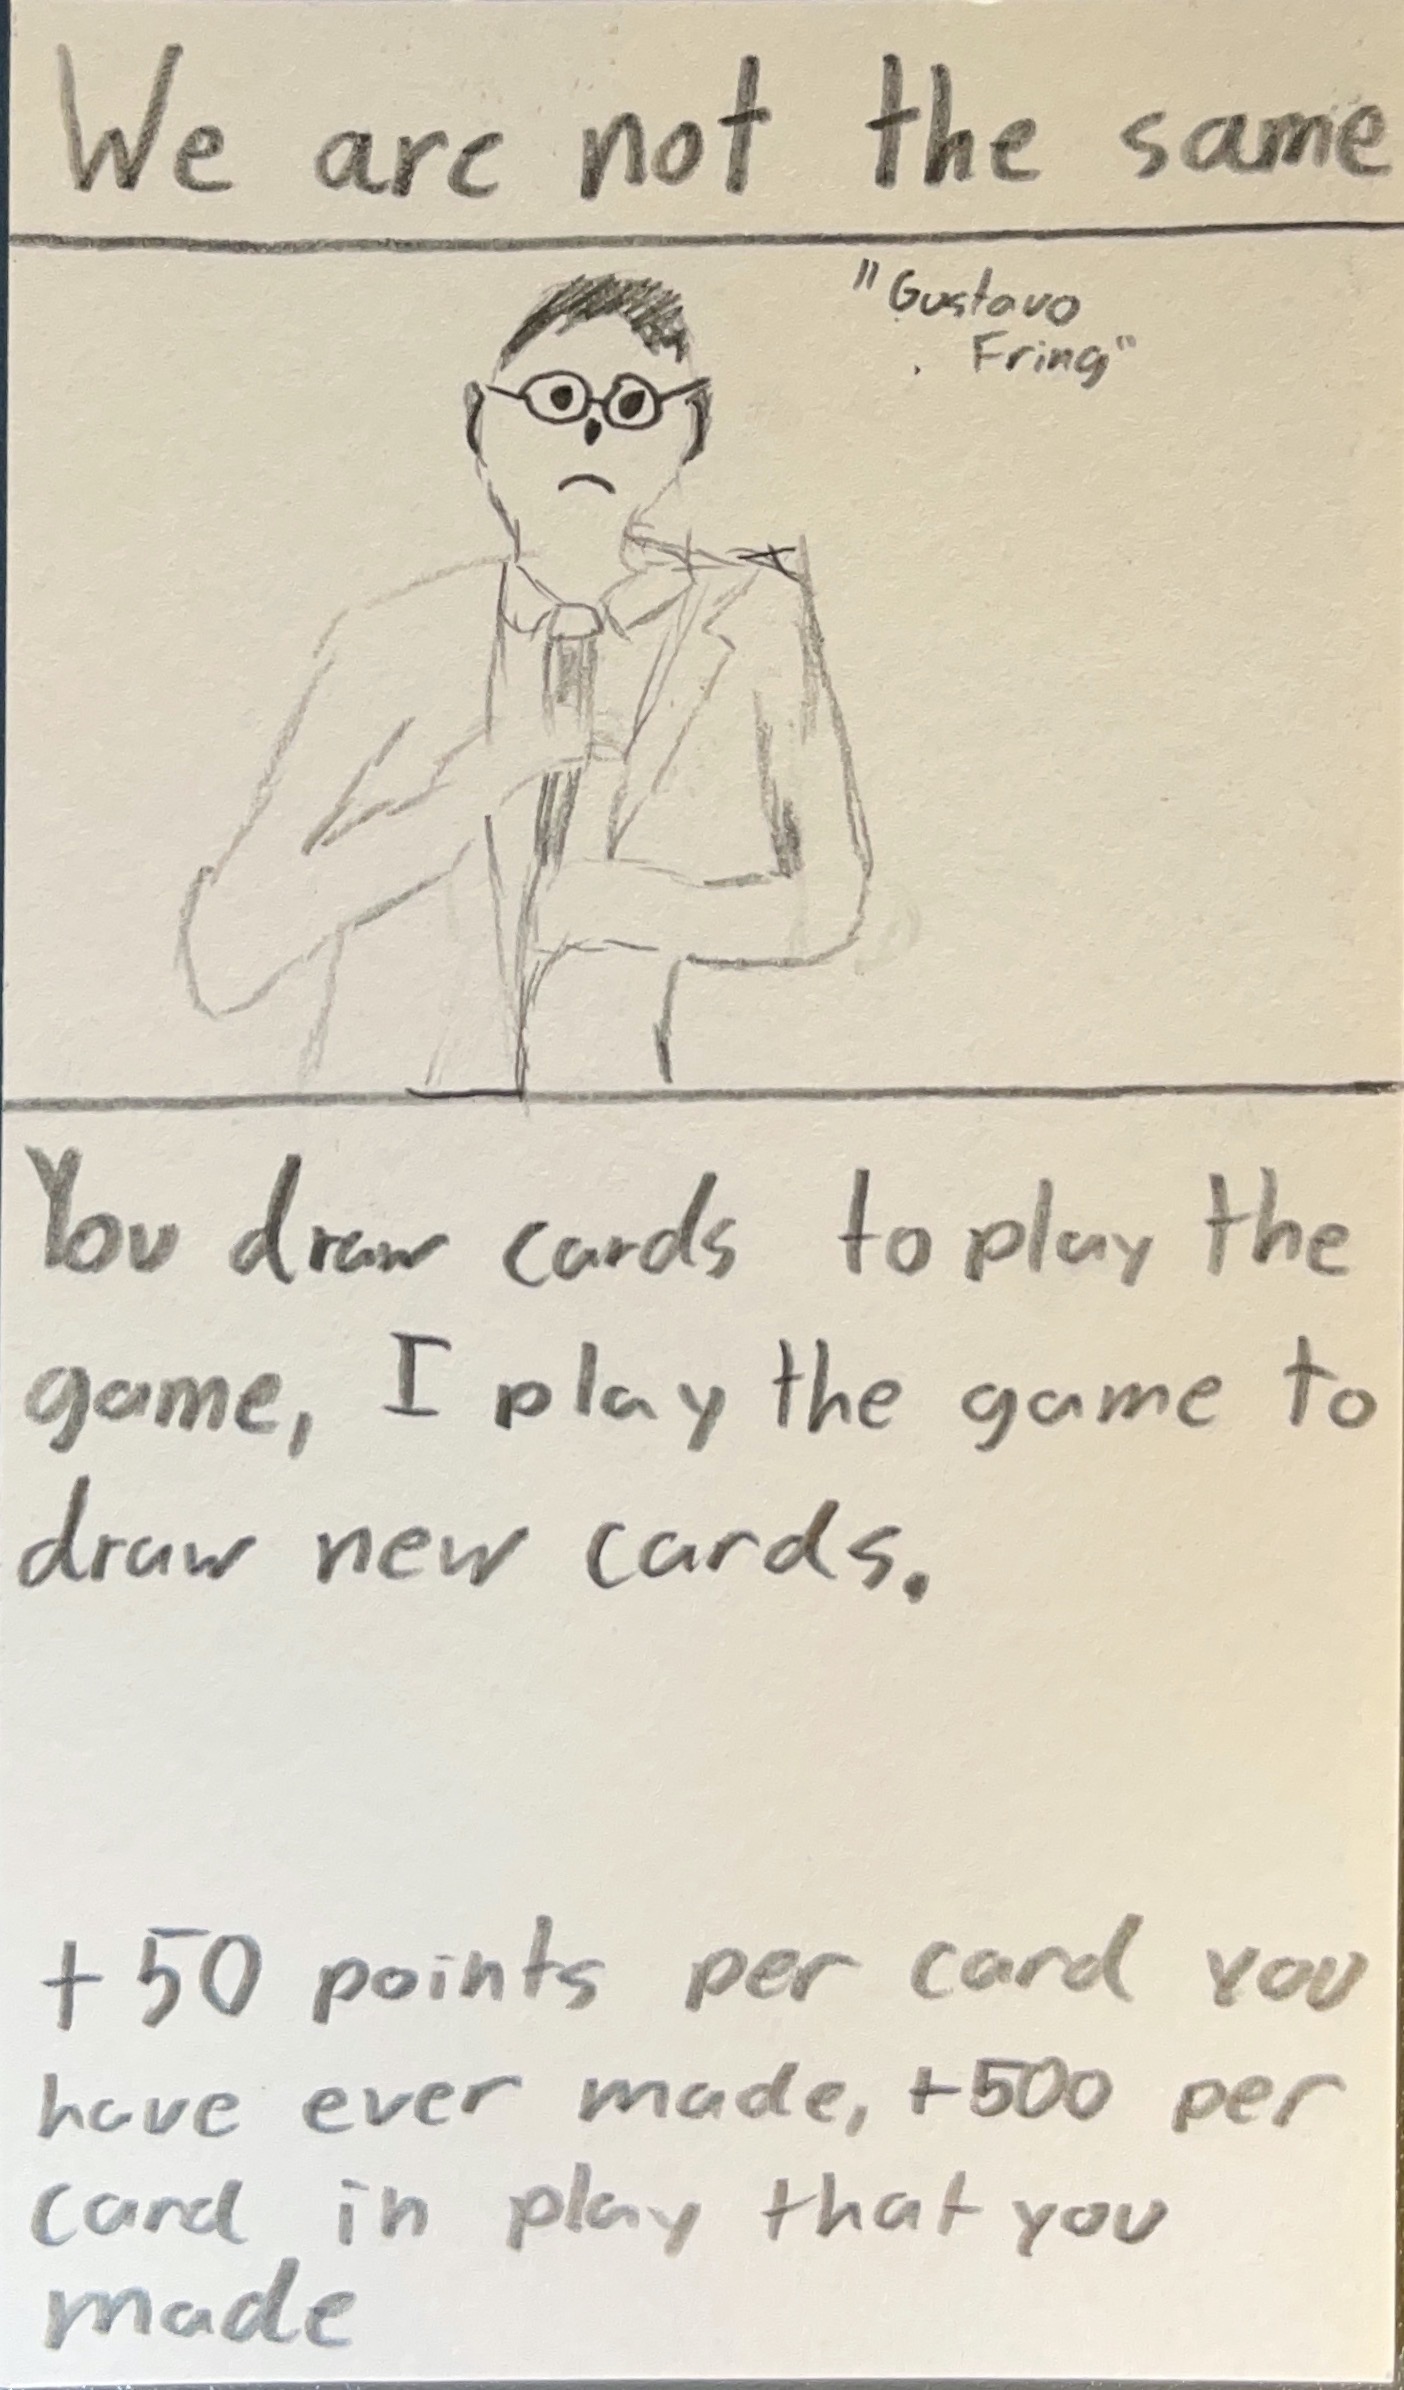 We are not the same
"Gustavo
Fring"
You draw cards to play the
game, I play the game to
draw new cards.
+50 points per card you
have ever made, +500 per
card in play that you
made